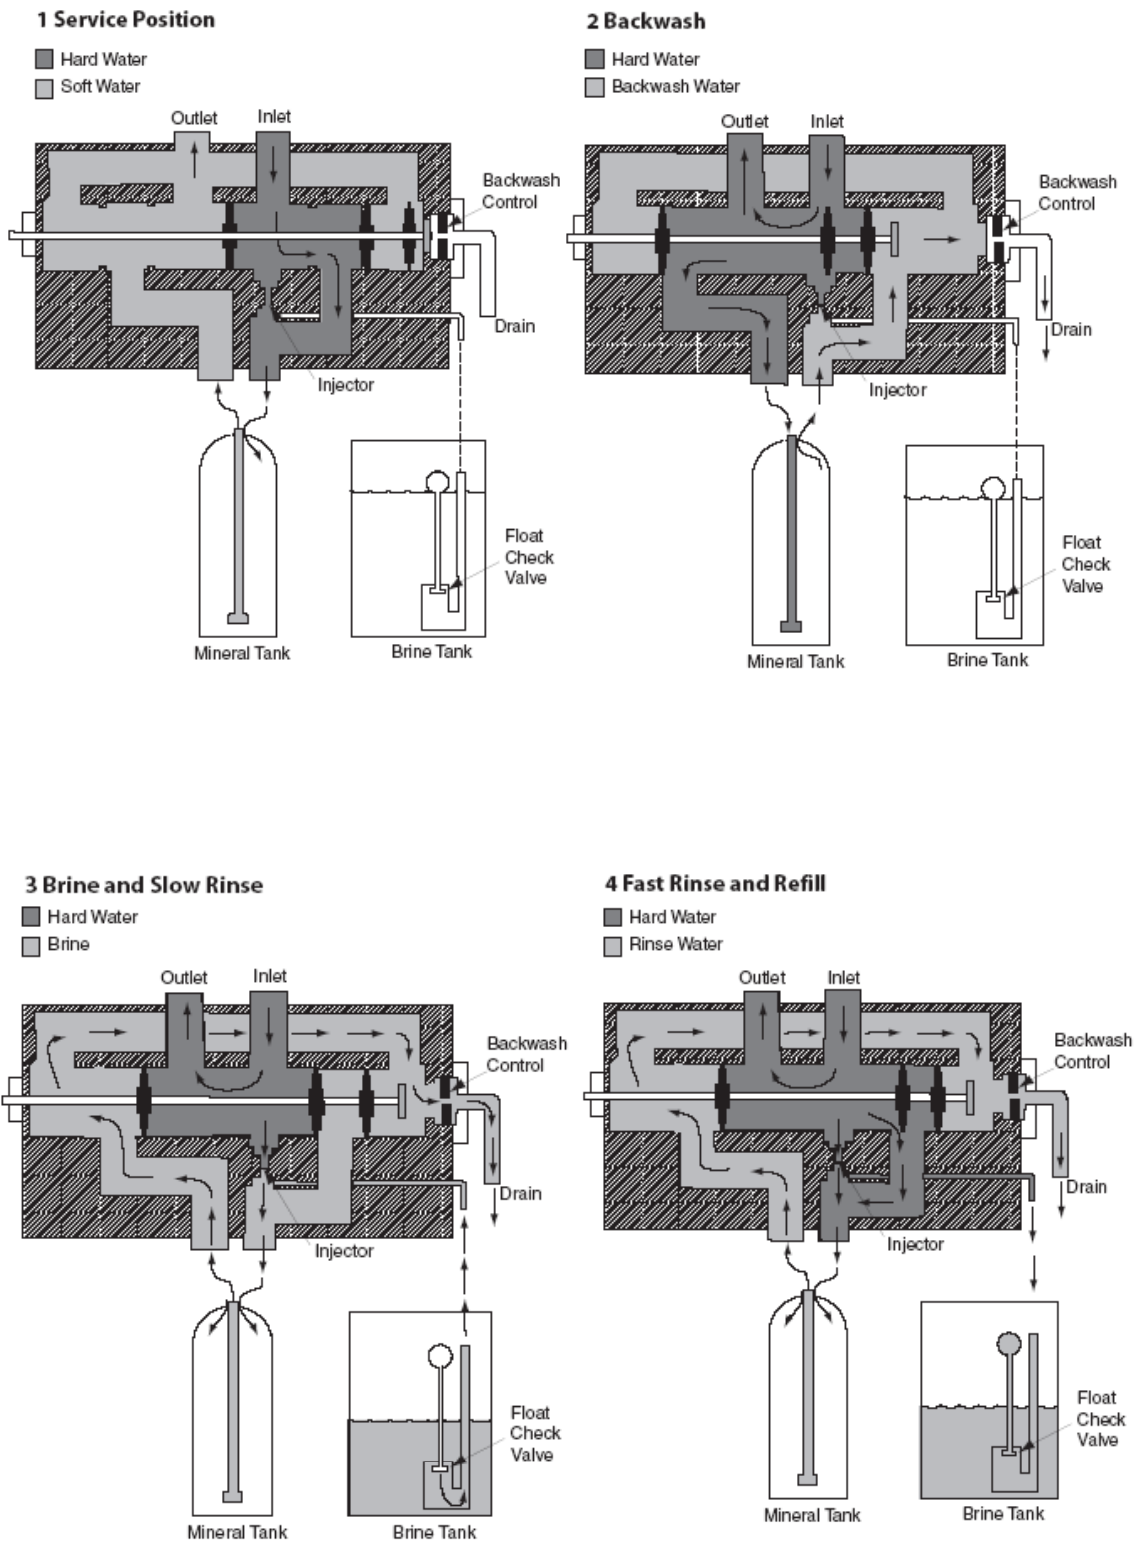 1 Service Position
Hard Water
Soft Water
Outlet
Inlet
Backwash
Control
Drain
Injector
Float
Check
Valve
Mineral Tank
Brine Tank
2 Backwash
Hard Water
Backwash Water
Outlet
Inlet
Backwash
Control
Drain
Injector
Float
Check
Valve
Mineral Tank
Brine Tank
3 Brine and Slow Rinse
Hard Water
Brine
Outlet
Inlet
Backwash
Control
Drain
Injector
Float
Check
Valve
Mineral Tank
Brine Tank
4 Fast Rinse and Refill
Hard Water
Rinse Water
Outlet
Inlet
Backwash
Control
Drain
Injector
Float
Check
Valve
Mineral Tank
Brine Tank